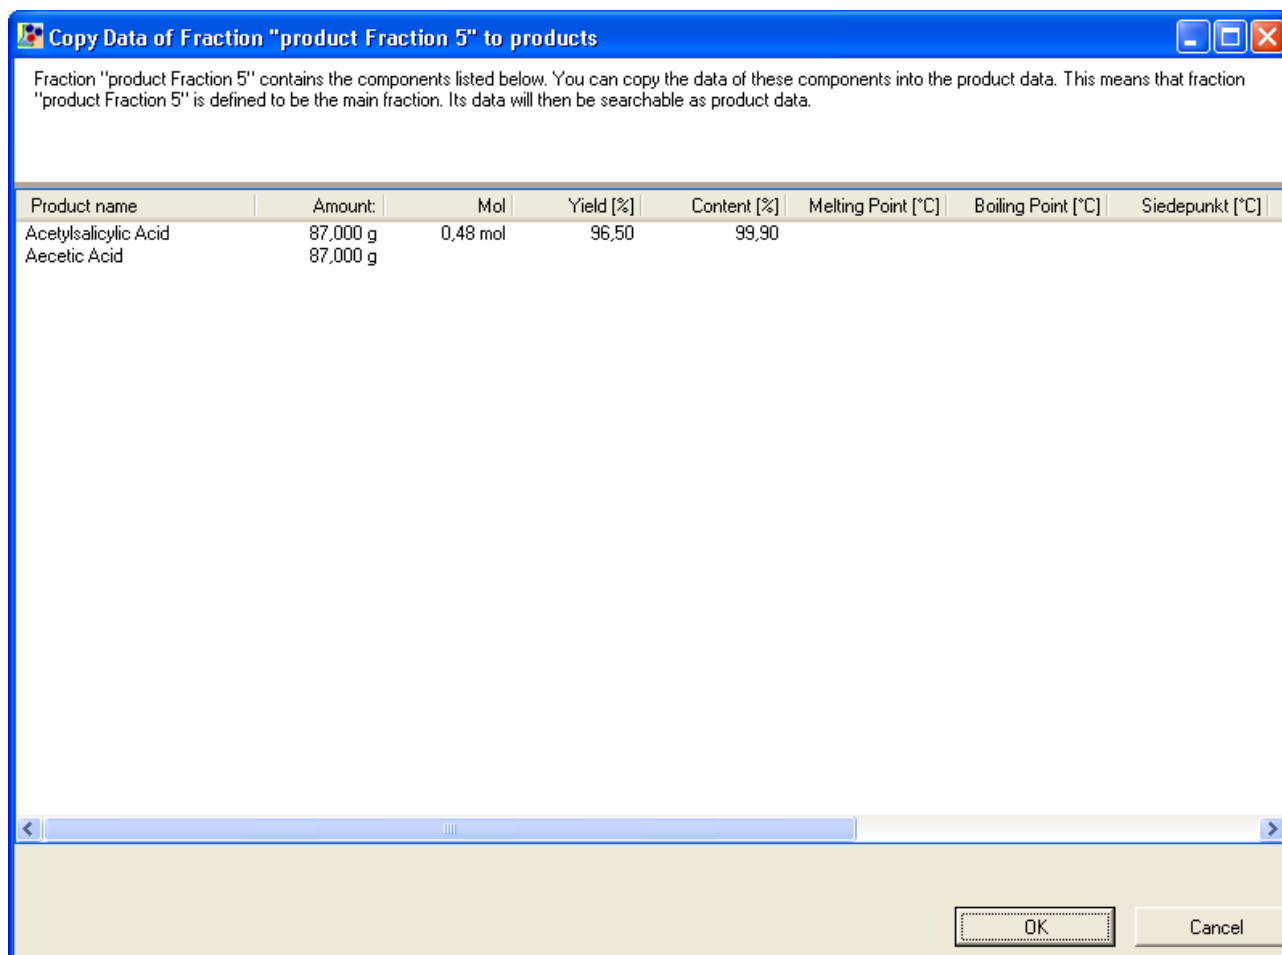 Copy Data of Fraction "product Fraction 5" to products
Fraction "product Fraction 5" contains the components listed below. You can copy the data of these components into the product data. This means that fraction
"product Fraction 5" is defined to be the main fraction. Its data will then be searchable as product data.
Product name Amount: Mol Yield [%] Content [%] Melting Point [°C] Boiling Point [°C] Siedepunkt [°C]
Acetylsalicylic Acid 87,000 g 0,48 mol 96,50 99,90
Aecetic Acid 87,000 g
OK Cancel